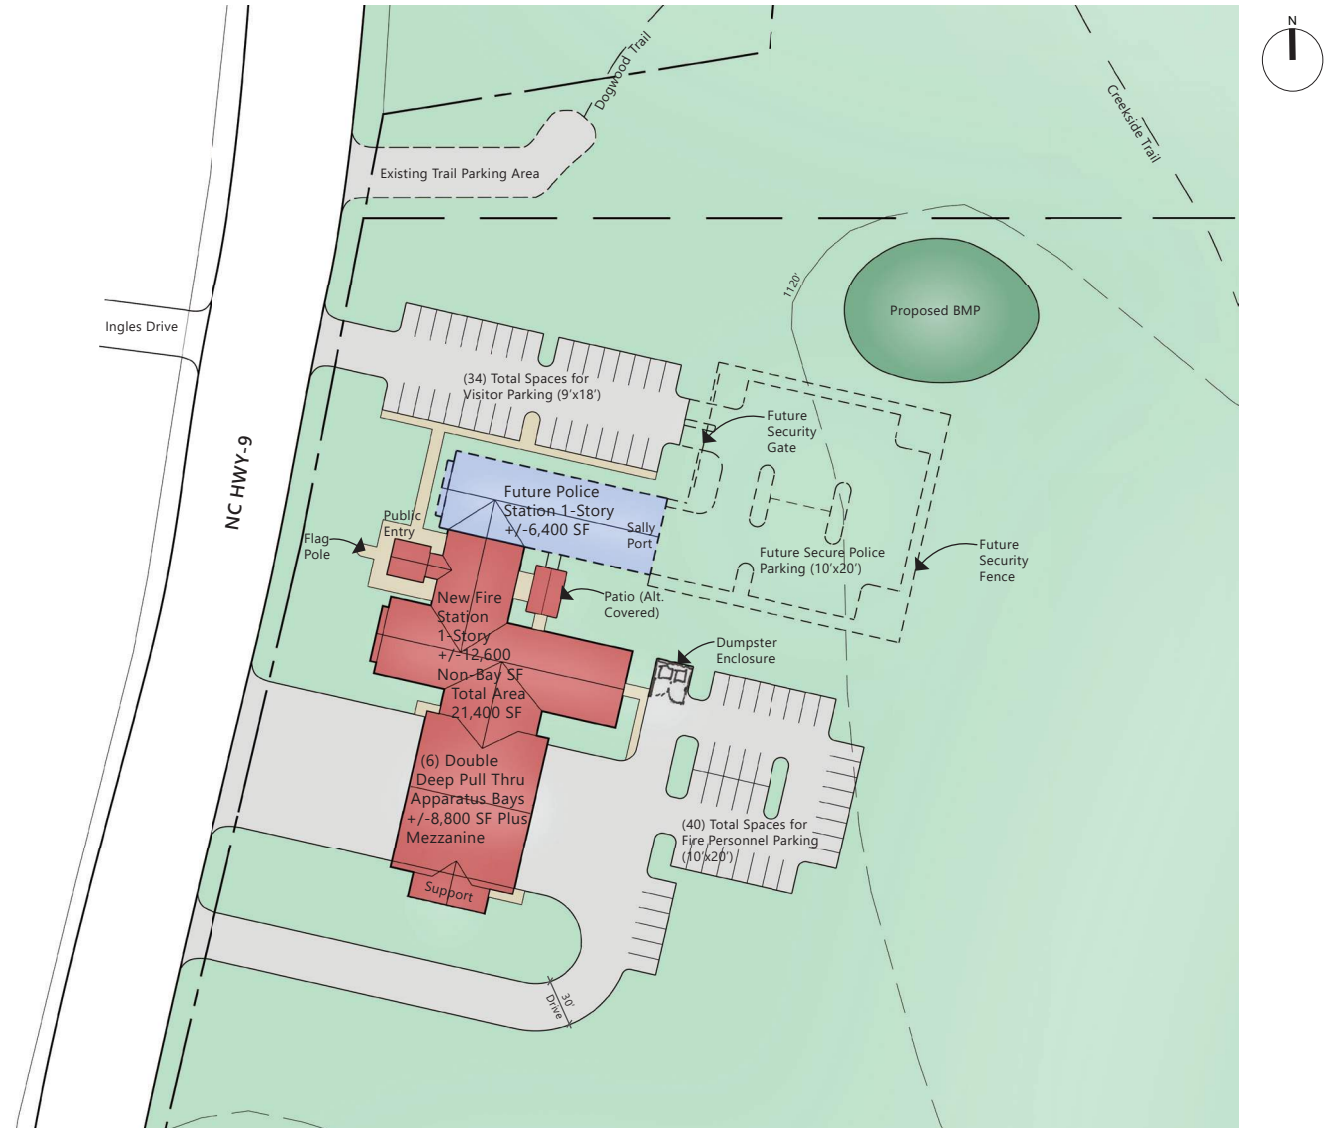 N
Dogwood Trail
Creekside Trail
Existing Trail Parking Area
1120'
Proposed BMP
Ingles Drive
(34) Total Spaces for
Visitor Parking (9'x18')
Future
Security
Gate
NC HWY-9
Future Police
Station 1-Story
+/-6,400 SF
Sally
Port
Public
Entry
Flag
Pole
Future Secure Police
Parking (10'x20')
Future
Security
Fence
Patio (Alt.
Covered)
New Fire
Station
1-Story
+/-12,600
Non-Bay SF
Total Area
21,400 SF
Dumpster
Enclosure
(6) Double
Deep Pull Thru
Apparatus Bays
+/-8,800 SF Plus
Mezzanine
(40) Total Spaces for
Fire Personnel Parking
(10'x20')
Support
30'
Drive